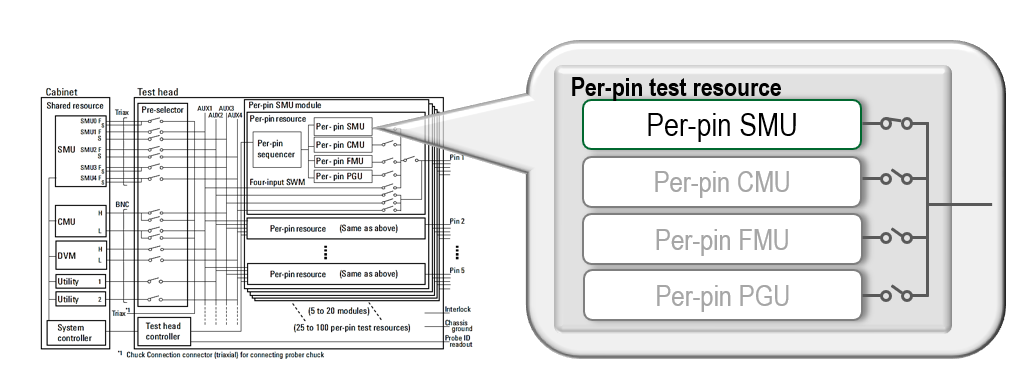 Cabinet
Test head
Shared resource
Triax
Pre-selector
AUX1 AUX3
AUX2 AUX4
Per-pin SMU module
Per-pin resource
SMU
SMU0 F
S
SMU1 F
S
SMU2 F
S
SMU3 F
S
SMU4 F
S
Per-pin
sequencer
Per- pin SMU
Per- pin CMU
Per- pin FMU
Per- pin PGU
Four-input SWM
Pin 1
BNC
CMU
H
L
DVM
H
L
Utility 1
Utility 2
Per-pin resource (Same as above)
Pin 2
Per-pin resource (Same as above)
Pin 5
Triax*1
(5 to 20 modules)
(25 to 100 per-pin test resources)
Interlock
Chassis
ground
Probe ID
readout
System
controller
Test head
controller
*1 Chuck Connection connector (triaxial) for connecting prober chuck
Per-pin test resource
Per-pin SMU
Per-pin CMU
Per-pin FMU
Per-pin PGU